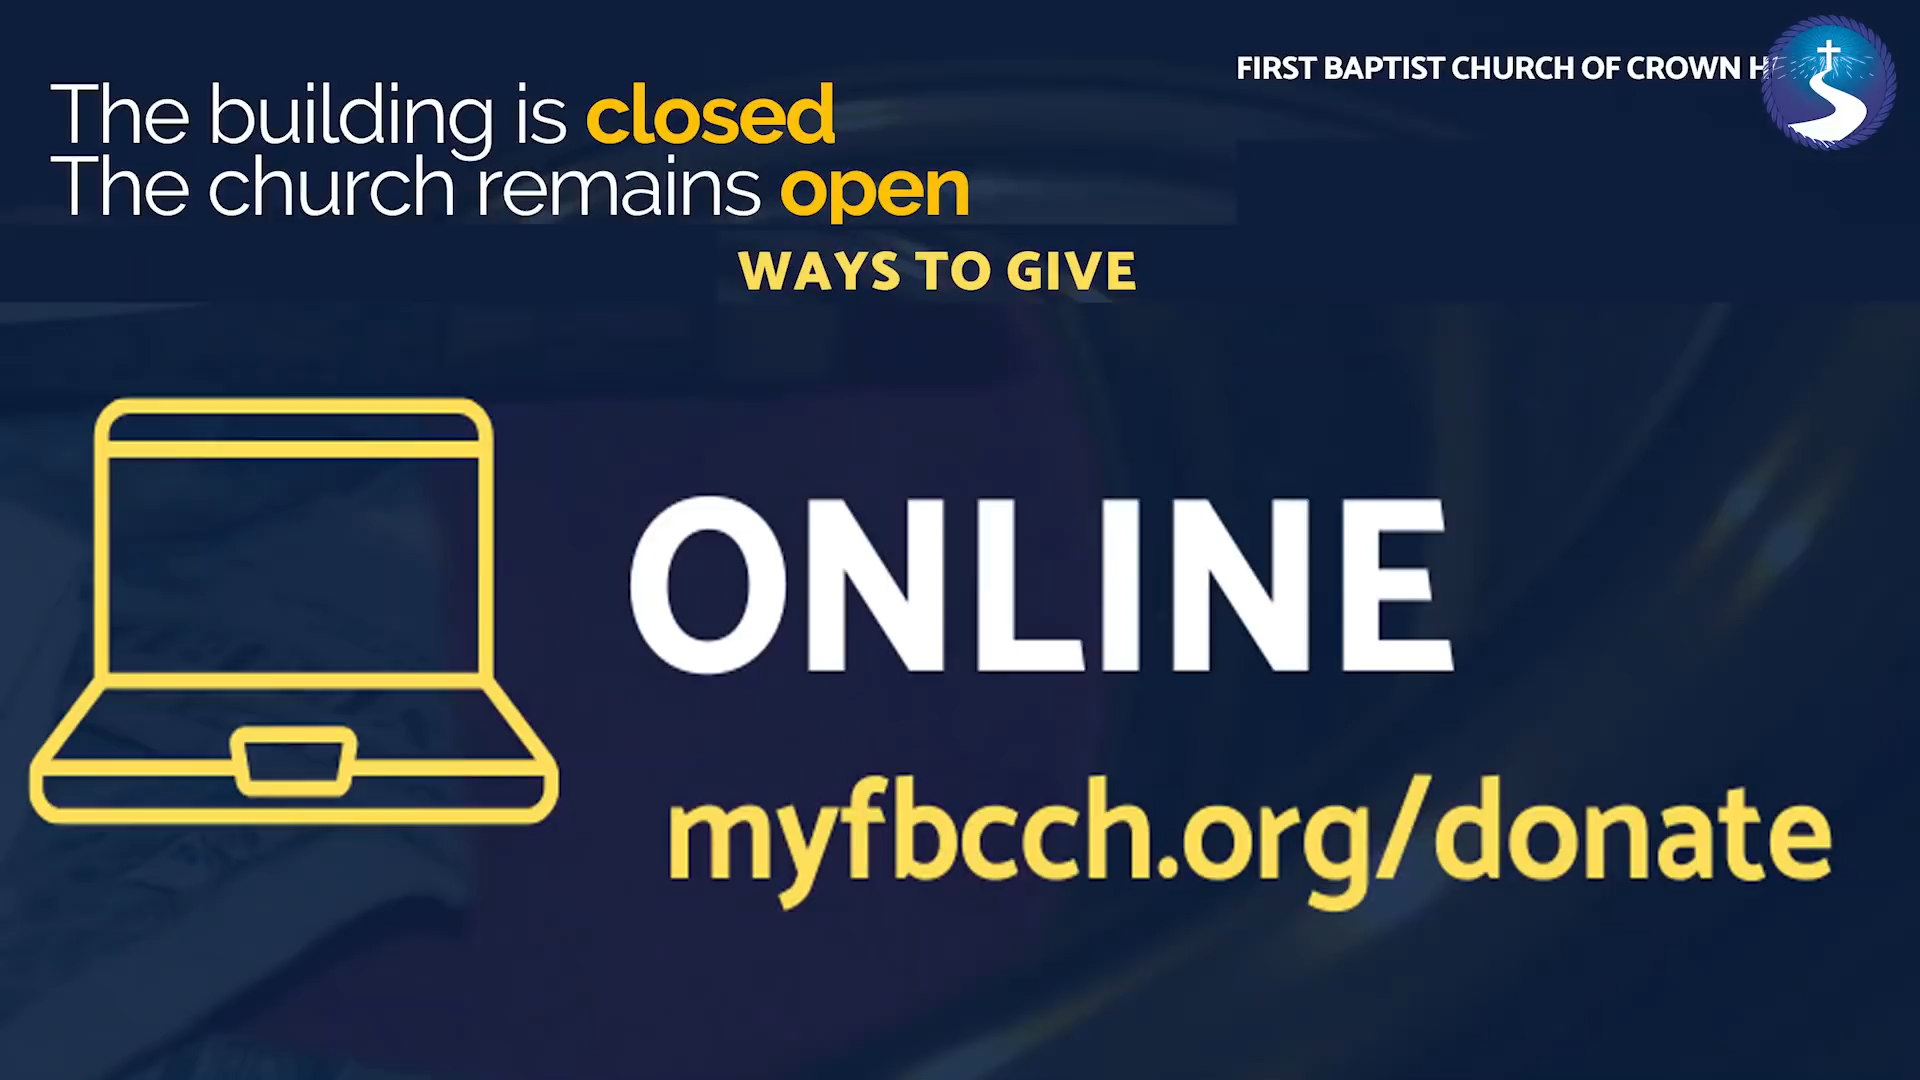 The building is closed
The church remains open
FIRST BAPTIST CHURCH OF CROWN
WAYS TO GIVE
ONLINE
myfbcch.org/donate